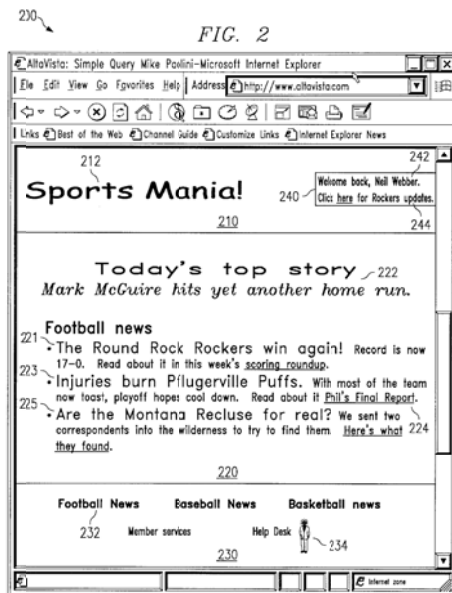 200
FIG. 2
AltaVista: Simple Query Mike Paolini-Microsoft Internet Explorer
File Edit View Go Favorites Help Address http://www.altavista.com
Links Best of the Web Channel Guide Customize Links Internet Explorer News
212
242
Sports Mania!
240
Welcome back, Neil Webber.
Click here for Rockers updates.
210
244
Today's top story 222
Mark McGuire hits yet another home run.
Football news
221
• The Round Rock Rockers win again! Record is now
17-0. Read about it in this week's scoring roundup.
223
• Injuries burn Pflugerville Puffs. With most of the team
now toast, playoff hopes cool down. Read about it Phil's Final Report.
225
• Are the Montana Recluse for real? We sent two
correspondents into the wilderness to try to find them. Here's what 224
they found.
220
Football News Baseball News Basketball news
232 Member services Help Desk 234
230
Internet zone